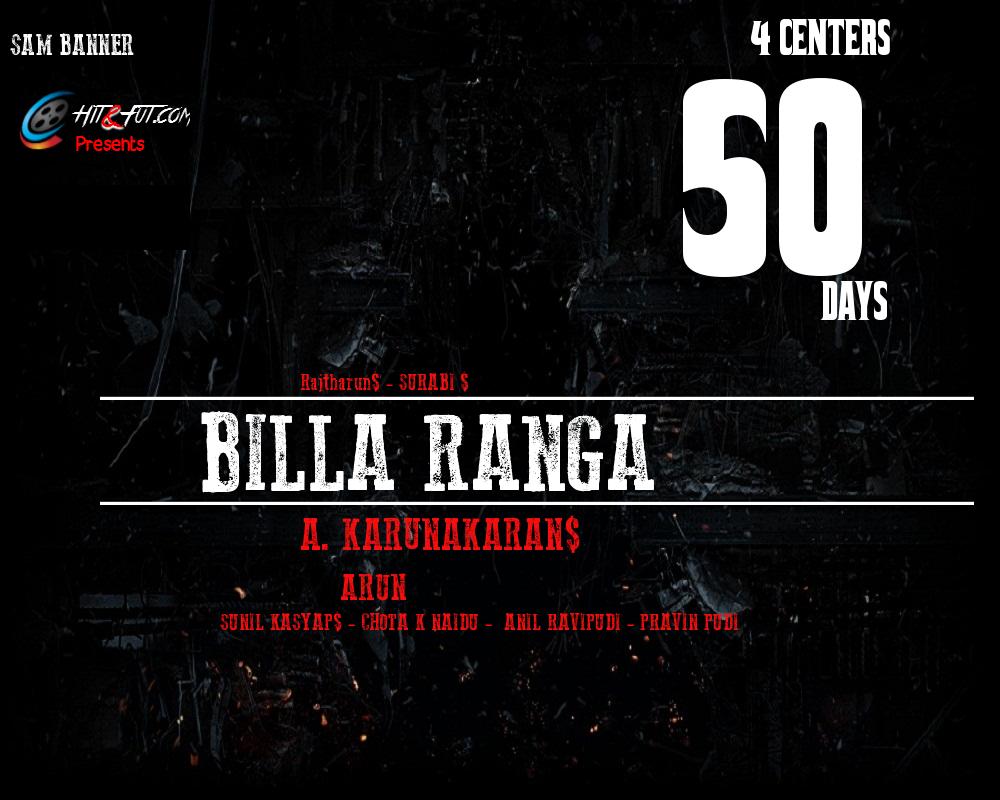 SAM BANNER
4 CENTERS
HIT&FUT.COM
Presents
50
DAYS
Rajtharun$ - SURABI $
BILLA RANGA
A. KARUNAKARAN$
ARUN
SUNIL KASYAP$ - CHOTA K NAIDU - ANIL RAVIPUDI - PRAVIN PUDI